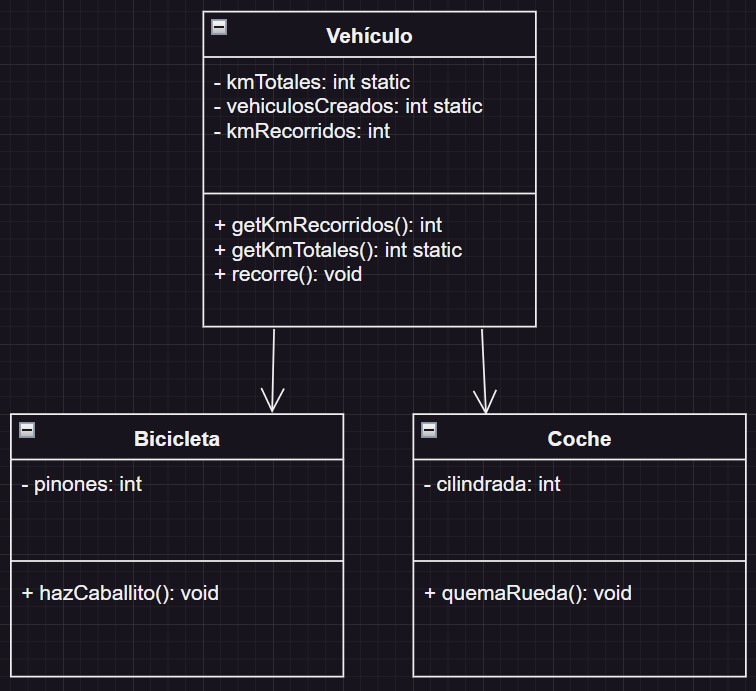 Vehículo
- kmTotales: int static
- vehiculosCreados: int static
- kmRecorridos: int
+ getKmRecorridos(): int
+ getKmTotales(): int static
+ recorre(): void
Bicicleta
- pinones: int
+ hazCaballito(): void
Coche
- cilindrada: int
+ quemaRueda(): void